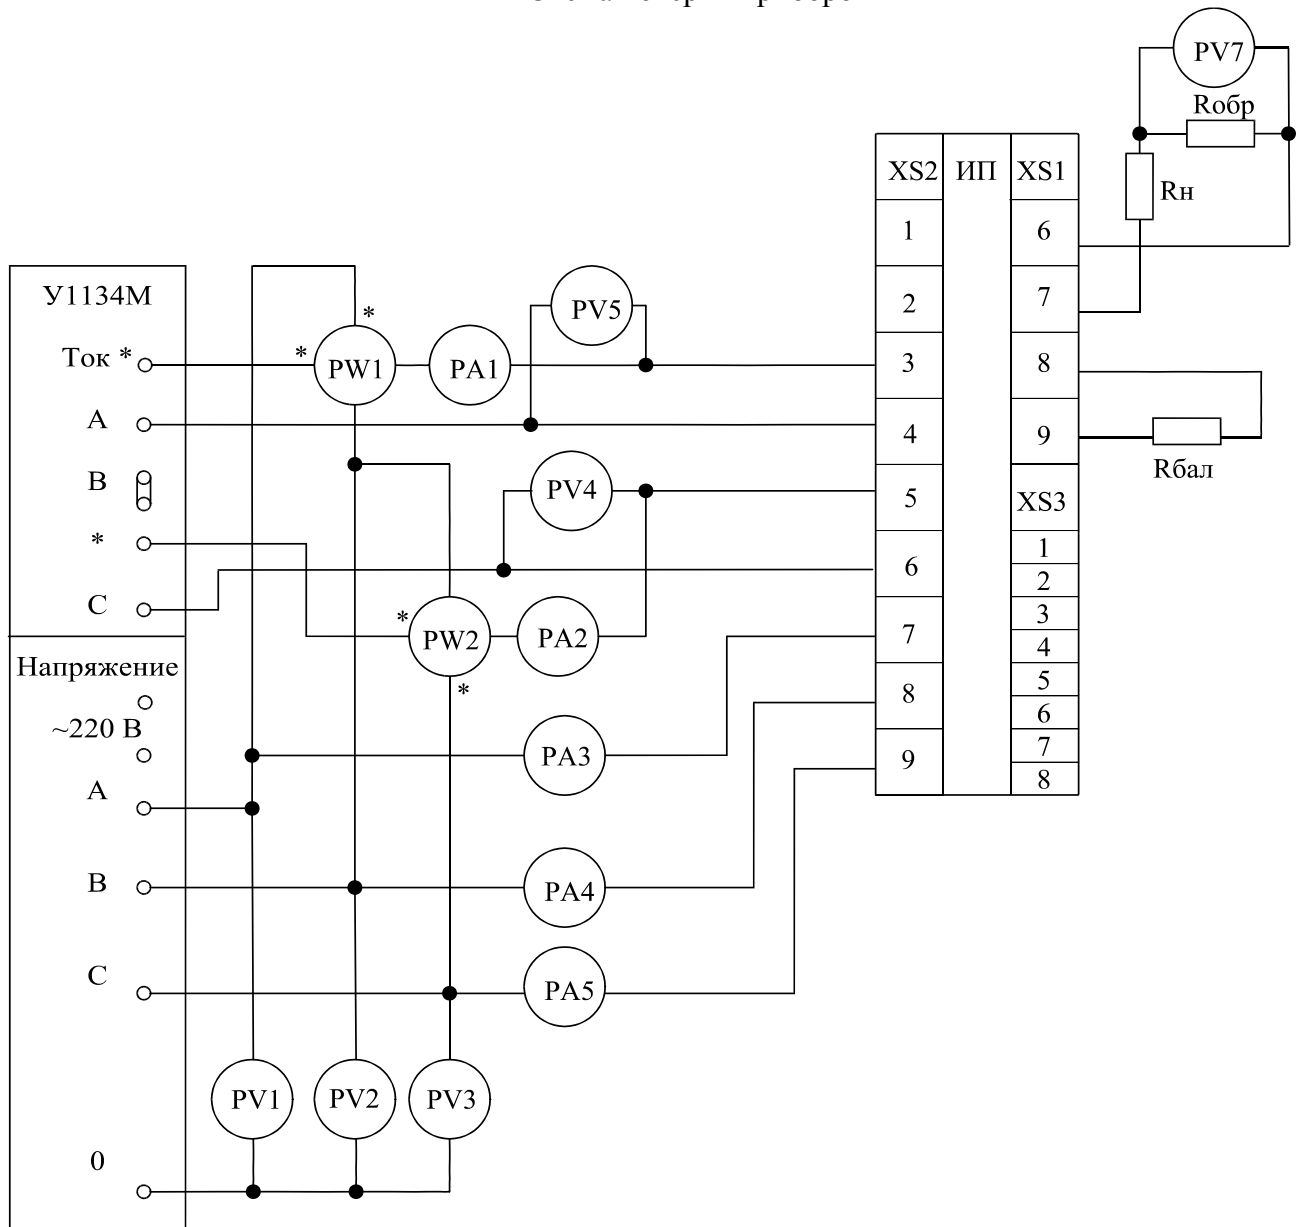 PV7
Rобр
XS2 ИП XS1
Rн
1
2
3
4
5
6
7
8
9
6
7
8
9
Rбал
XS3
1
2
3
4
5
6
7
8
У1134М
Ток *
А
В
*
С
Напряжение
~220 В
А
В
С
0
*
*
PW1
PA1
PV5
PV4
*
PW2
*
PA2
PA3
PA4
PA5
PV1
PV2
PV3